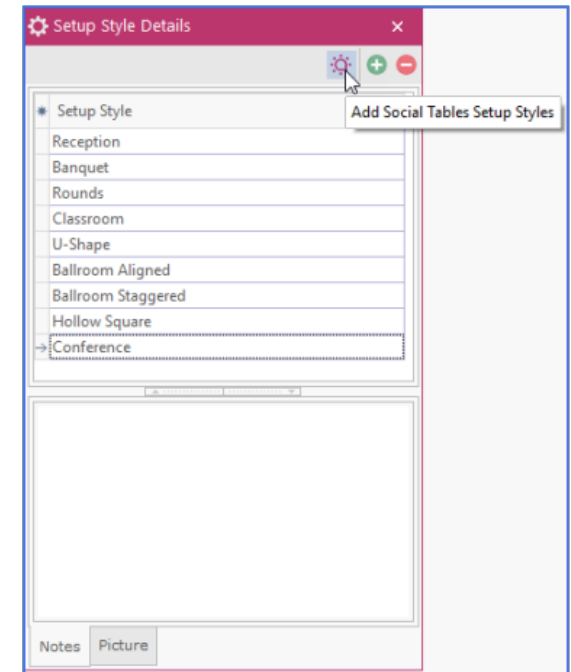 Setup Style Details
Add Social Tables Setup Styles
Setup Style
Reception
Banquet
Rounds
Classroom
U-Shape
Ballroom Aligned
Ballroom Staggered
Hollow Square
Conference
Notes Picture